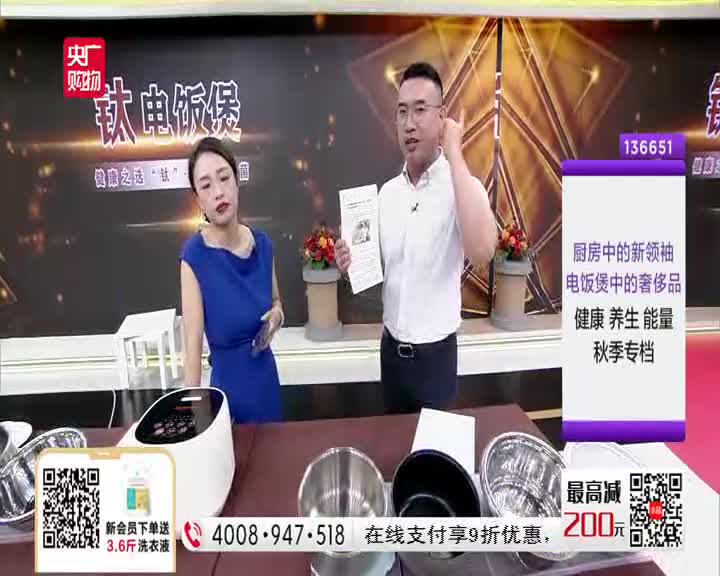 央广
购物
钛电饭煲
健康之选"钛"
136651
厨房中的新领袖
电饭煲中的奢侈品
健康 养生 能量
秋季专档
新会员下单送
3.6斤洗衣液
4008·947·518
在线支付享9折优惠，
最高减
200元